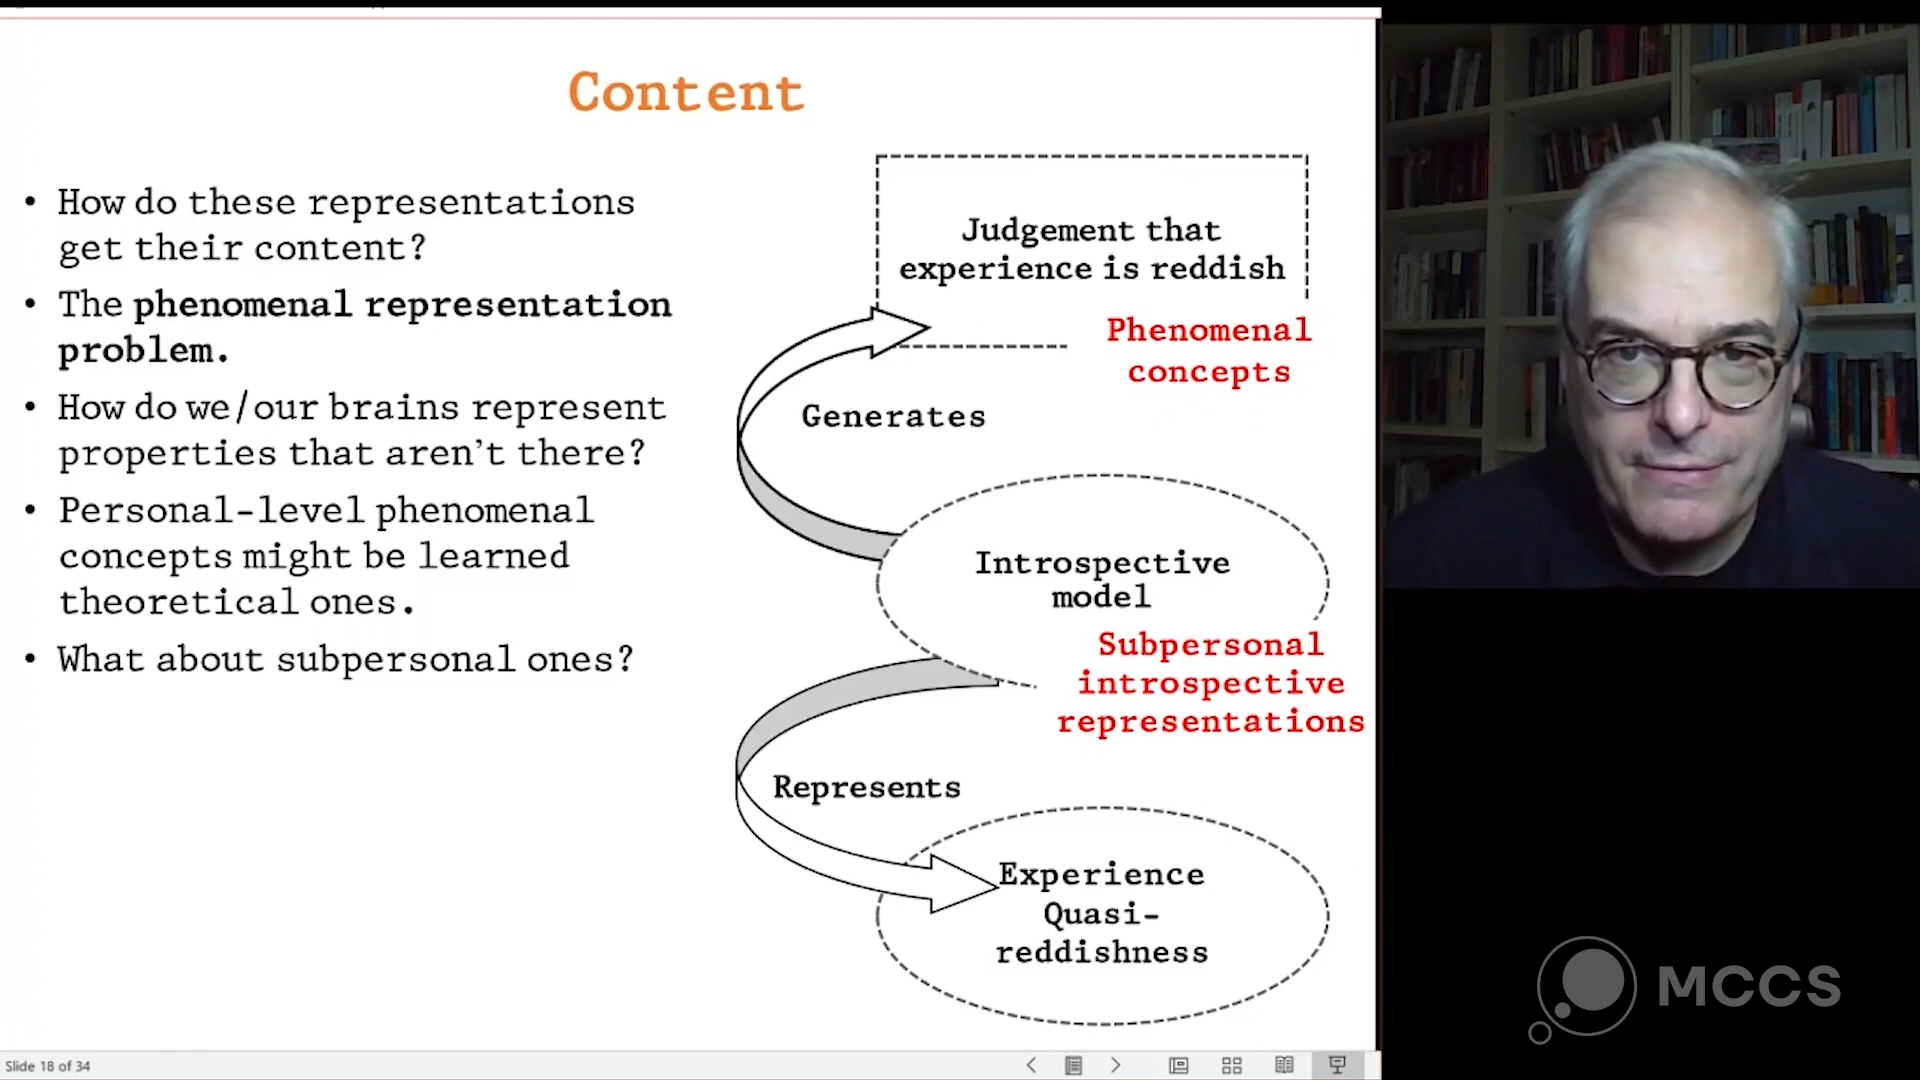 Content
• How do these representations
get their content?
• The phenomenal representation
problem.
• How do we/our brains represent
properties that aren't there?
• Personal-level phenomenal
concepts might be learned
theoretical ones.
• What about subpersonal ones?
Judgement that
experience is reddish
Phenomenal
concepts
Generates
Introspective
model
Subpersonal
introspective
representations
Represents
Experience
Quasi-
reddishness
MCCS
Slide 18 of 34